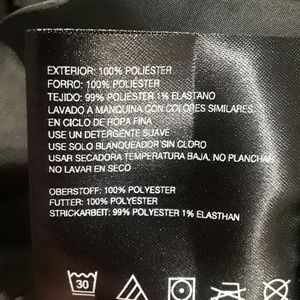 EXTERIOR: 100% POLIÉSTER
FORRO: 100% POLIÉSTER
TEJIDO: 99% POLIÉSTER 1% ELASTANO
LAVADO A MÁNQUINA CON COLORES SIMILARES
EN CICLO DE ROPA FINA
USE UN DETERGENTE SUAVE
USE SOLO BLANQUEADOR SIN CLORO
USAR SECADORA TEMPERATURA BAJA, NO PLANCHAR
NO LAVAR EN SECO
OBERSTOFF: 100% POLYESTER
FUTTER: 100% POLYESTER
STRICKARBEIT: 99% POLYESTER 1% ELASTHAN
30